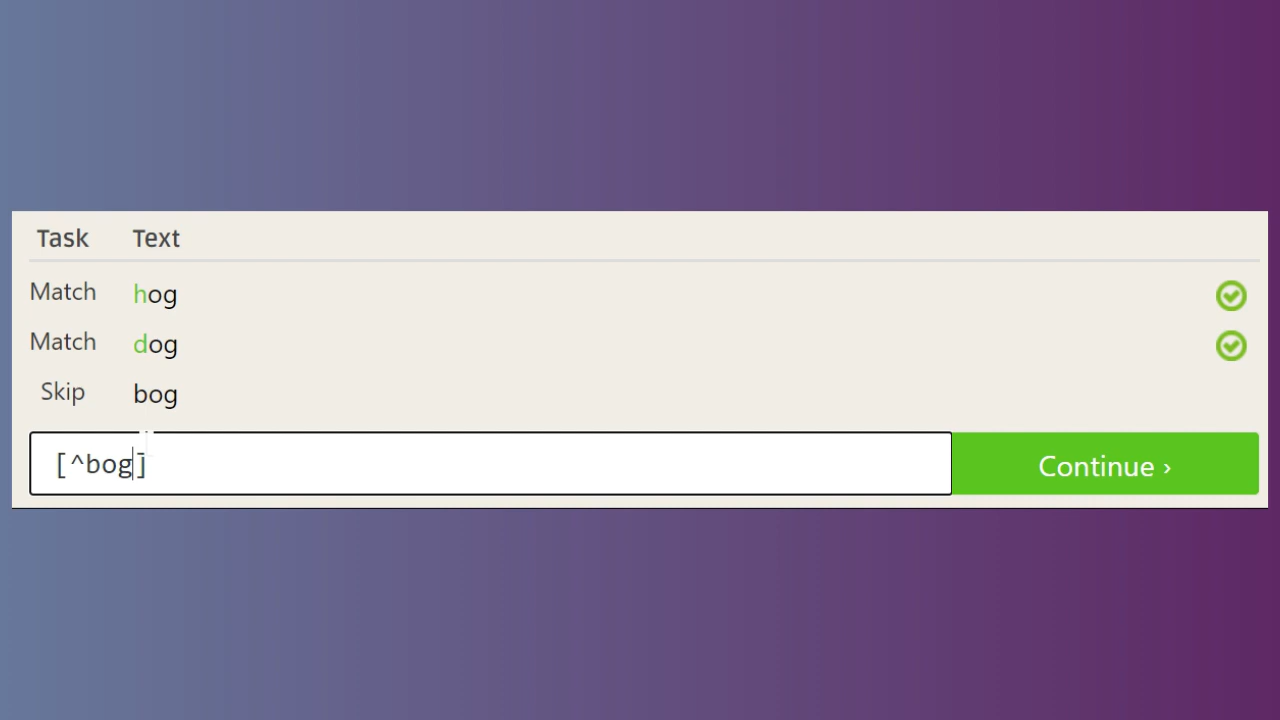 Task Text
Match hog
Match dog
Skip bog
[^bog]
Continue ›